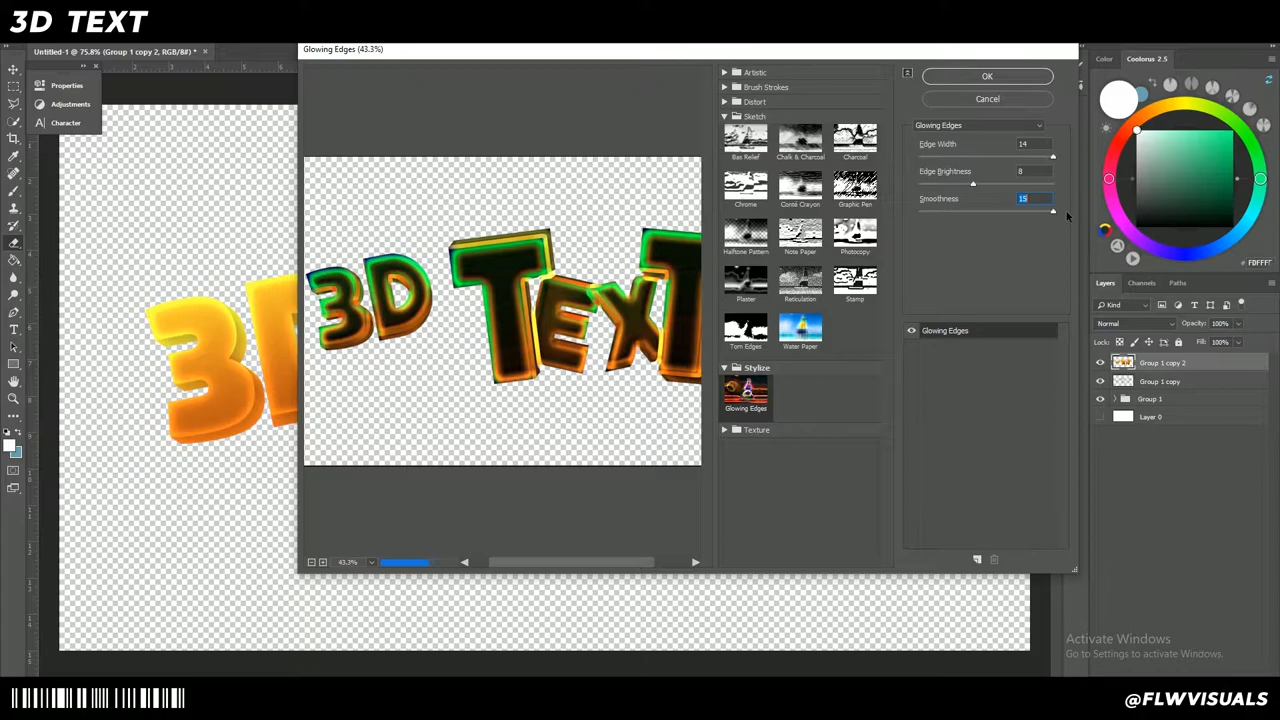 3D TEXT
Untitled-1 @ 75.8% (Group 1 copy 2, RGB/8#) *
Glowing Edges (43.3%)
Properties
Adjustments
Character
3D TexT
Artistic
Brush Strokes
Distort
Sketch
Bas Relief
Chalk & Charcoal
Charcoal
Chrome
Conté Crayon
Graphic Pen
Halftone Pattern
Note Paper
Photocopy
Plaster
Reticulation
Stamp
Torn Edges
Water Paper
Stylize
Glowing Edges
Texture
43.3%
OK
Cancel
Glowing Edges
Edge Width 14
Edge Brightness 8
Smoothness 15
Glowing Edges
Color Coolorus 2.5
FDFFFF
Layers Channels Paths
Kind
Normal Opacity: 100%
Lock: Fill: 100%
Group 1 copy 2
Group 1 copy
Group 1
Layer 0
Activate Windows
Go to Settings to activate Windows.
@FLWVISUALS